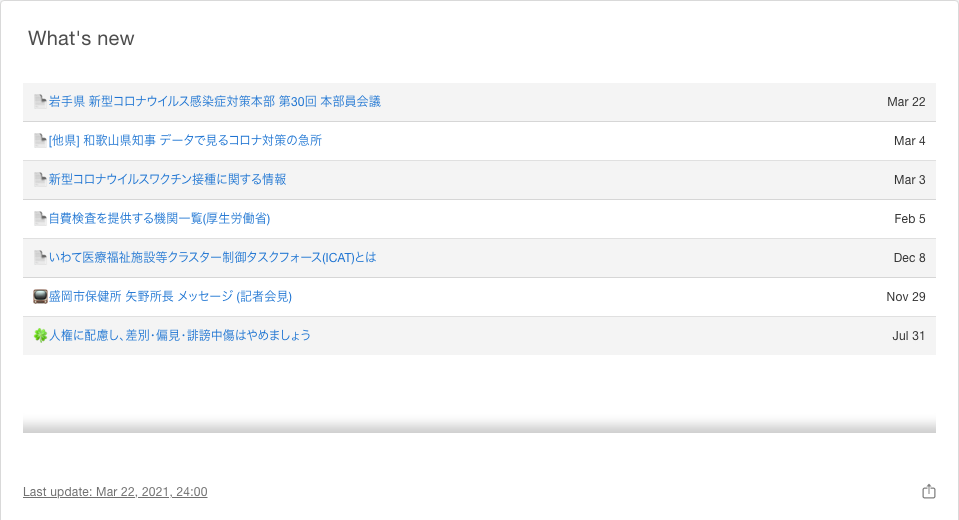 What's new
岩手県 新型コロナウイルス感染症対策本部 第30回 本部員会議 Mar 22
[他県] 和歌山県知事 データで見るコロナ対策の急所 Mar 4
新型コロナウイルスワクチン接種に関する情報 Mar 3
自費検査を提供する機関一覧(厚生労働省) Feb 5
いわて医療福祉施設等クラスター制御タスクフォース(ICAT)とは Dec 8
盛岡市保健所 矢野所長 メッセージ (記者会見) Nov 29
人権に配慮し、差別・偏見・誹謗中傷はやめましょう Jul 31
Last update: Mar 22, 2021, 24:00